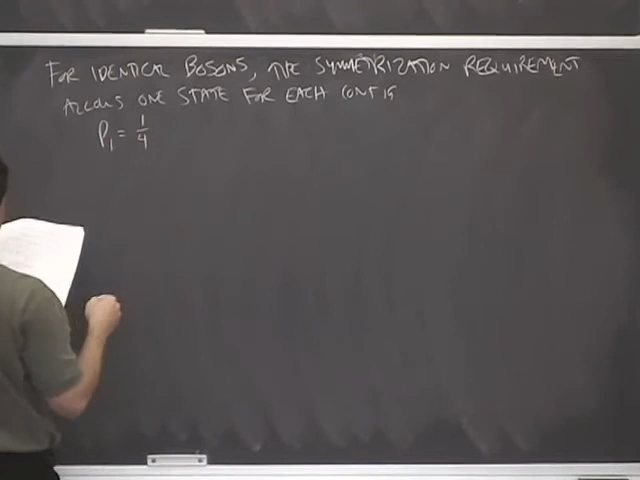 FOR IDENTICAL BOSONS, THE SYMMETRIZATION REQUIREMENT
ALLOWS ONE STATE FOR EACH CONFIG
P₁ = 1/4